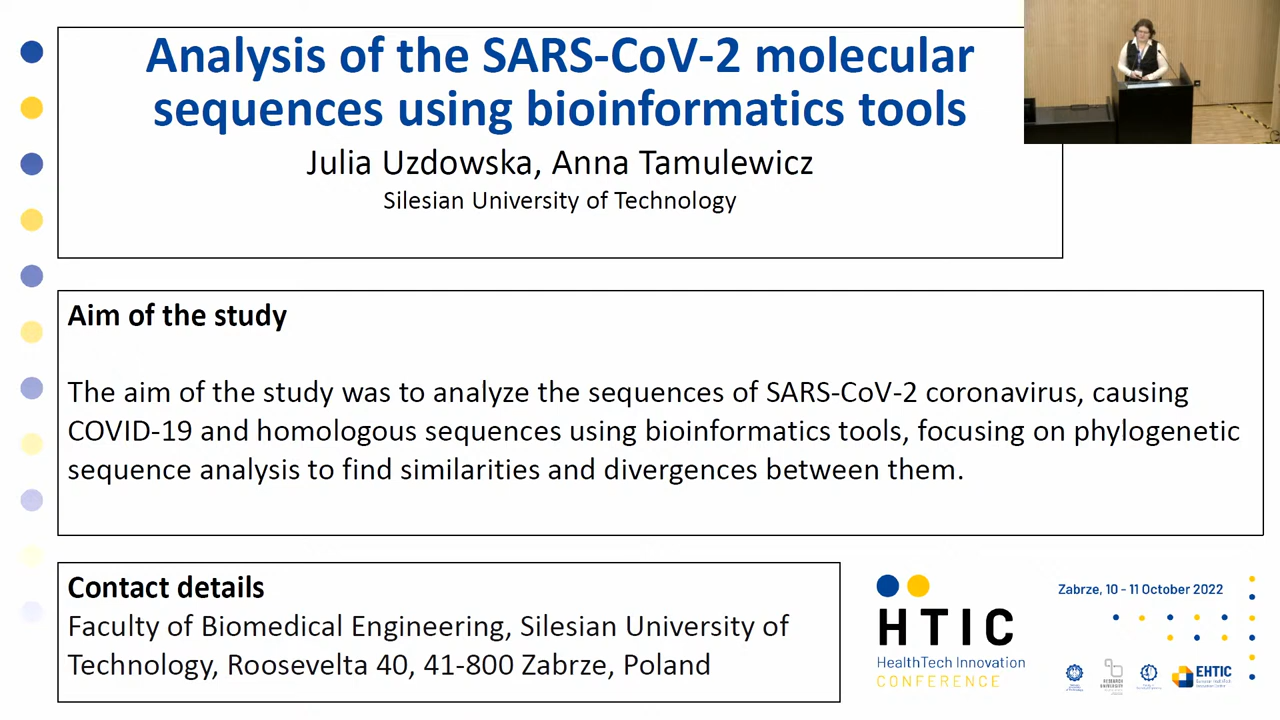 Analysis of the SARS-CoV-2 molecular
sequences using bioinformatics tools
Julia Uzdowska, Anna Tamulewicz
Silesian University of Technology
Aim of the study
The aim of the study was to analyze the sequences of SARS-CoV-2 coronavirus, causing
COVID-19 and homologous sequences using bioinformatics tools, focusing on phylogenetic
sequence analysis to find similarities and divergences between them.
Contact details
Faculty of Biomedical Engineering, Silesian University of
Technology, Roosevelta 40, 41-800 Zabrze, Poland
HTIC
HealthTech Innovation
CONFERENCE
Zabrze, 10 - 11 October 2022
EHTIC